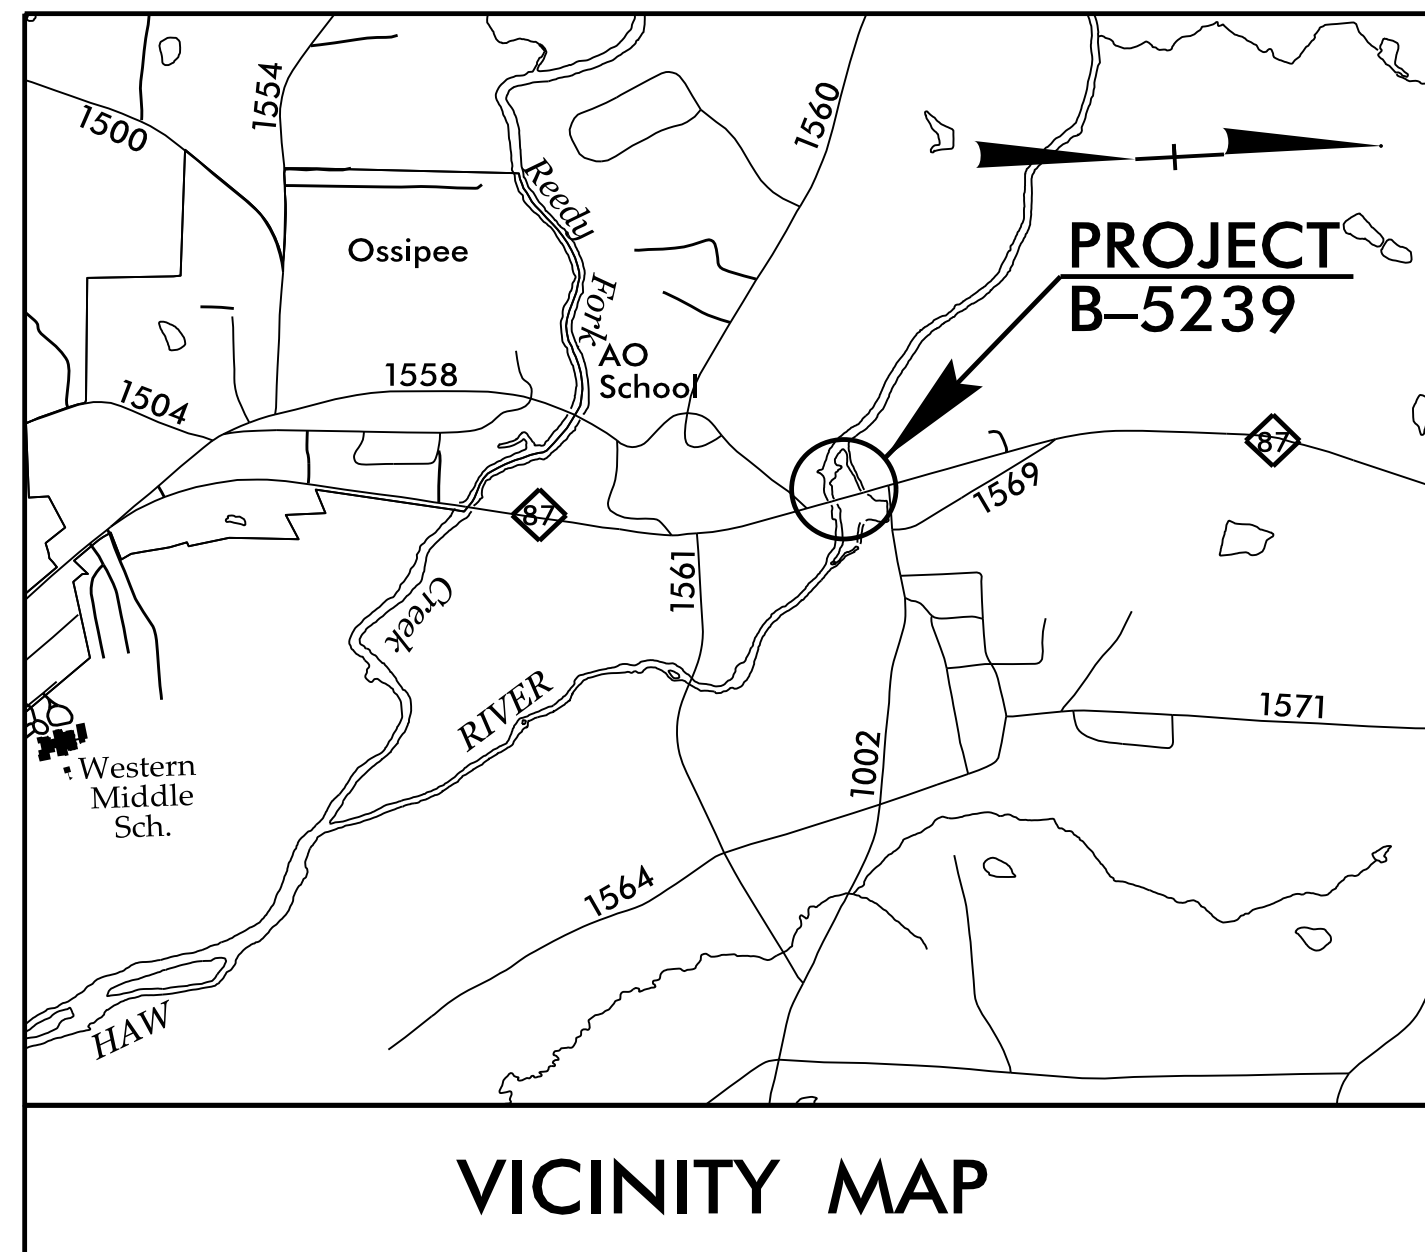 1500
1554
1560
Reedy
Fork
Ossipee
PROJECT
B–5239
AO
School
1558
1504
87
87
1569
1561
Creek
RIVER
1571
1002
Western
Middle
Sch.
1564
HAW
VICINITY MAP